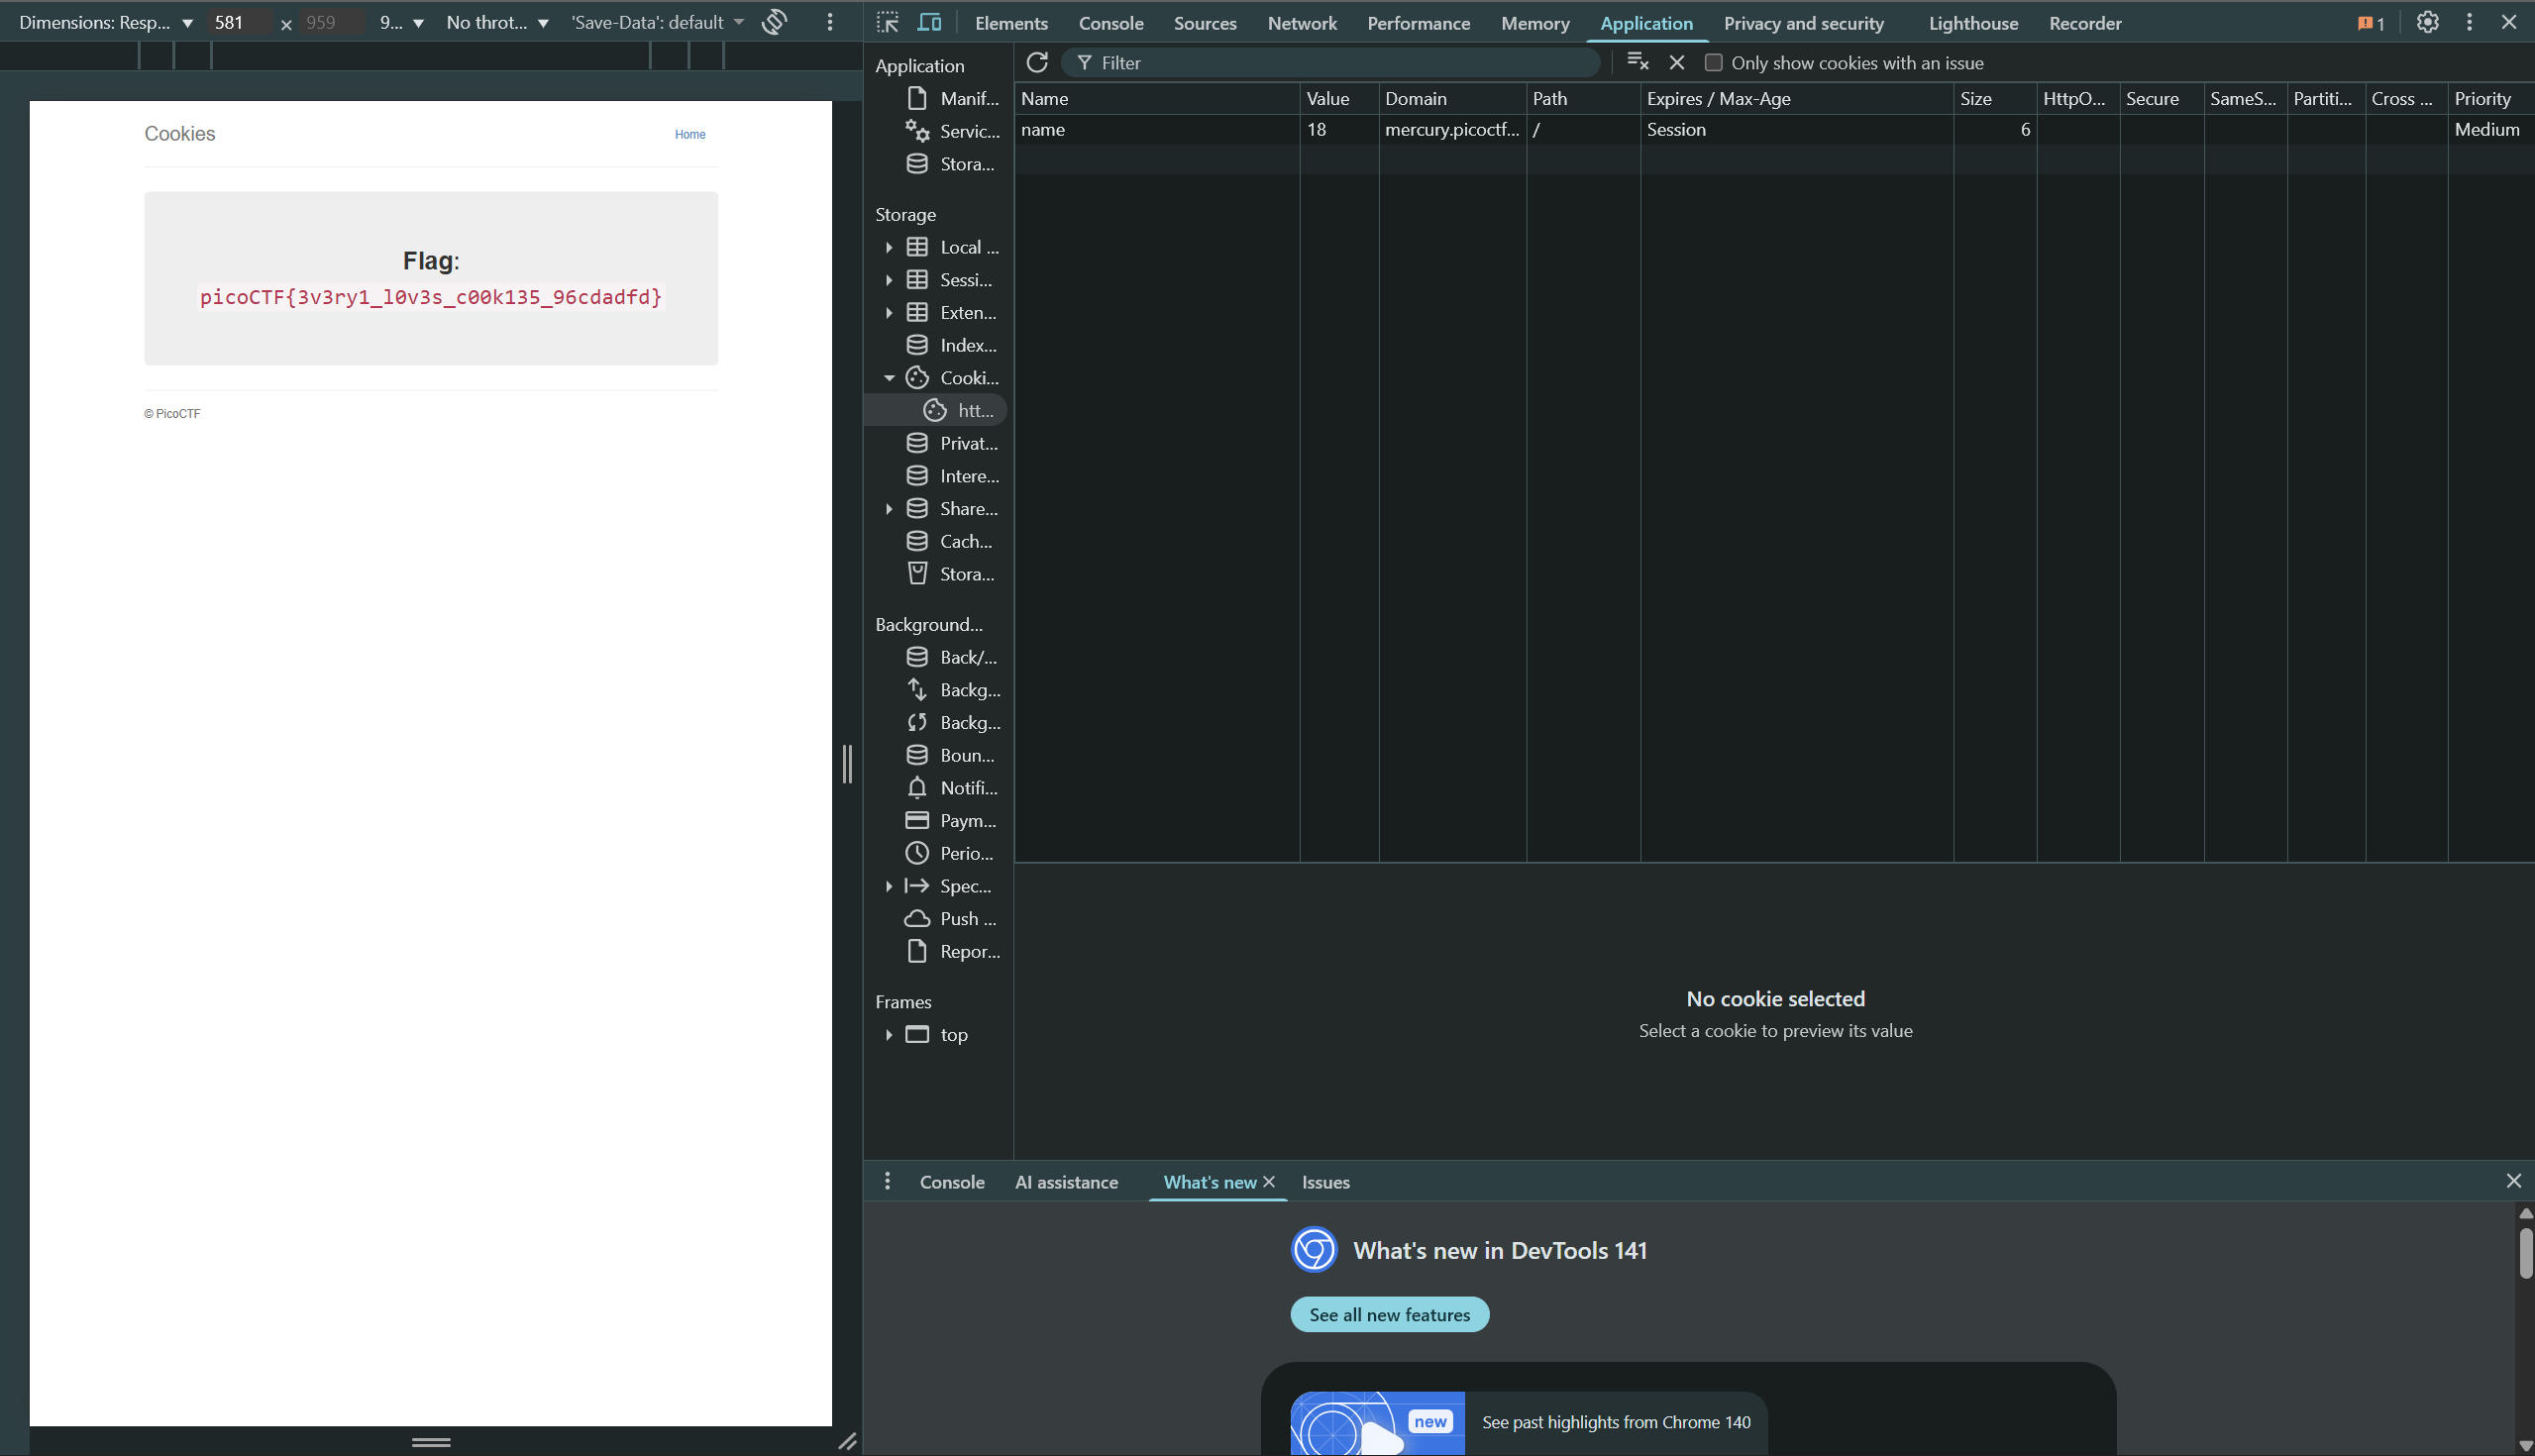 Dimensions: Resp... 581 × 959 9... No throt... 'Save-Data': default
Cookies Home
Flag:
picoCTF{3v3ry1_l0v3s_c00k135_96cdadfd}
© PicoCTF
Elements Console Sources Network Performance Memory Application Privacy and security Lighthouse Recorder 1
Application
Manif...
Servic...
Stora...
Storage
Local ...
Sessi...
Exten...
Index...
Cooki...
htt...
Privat...
Intere...
Share...
Cach...
Stora...
Background...
Back/...
Backg...
Backg...
Boun...
Notifi...
Paym...
Perio...
Spec...
Push ...
Repor...
Frames
top
Filter Only show cookies with an issue
Name Value Domain Path Expires / Max-Age Size HttpO... Secure SameS... Partiti... Cross ... Priority
name 18 mercury.picoctf... / Session 6 Medium
No cookie selected
Select a cookie to preview its value
Console AI assistance What's new Issues
What's new in DevTools 141
See all new features
new
See past highlights from Chrome 140